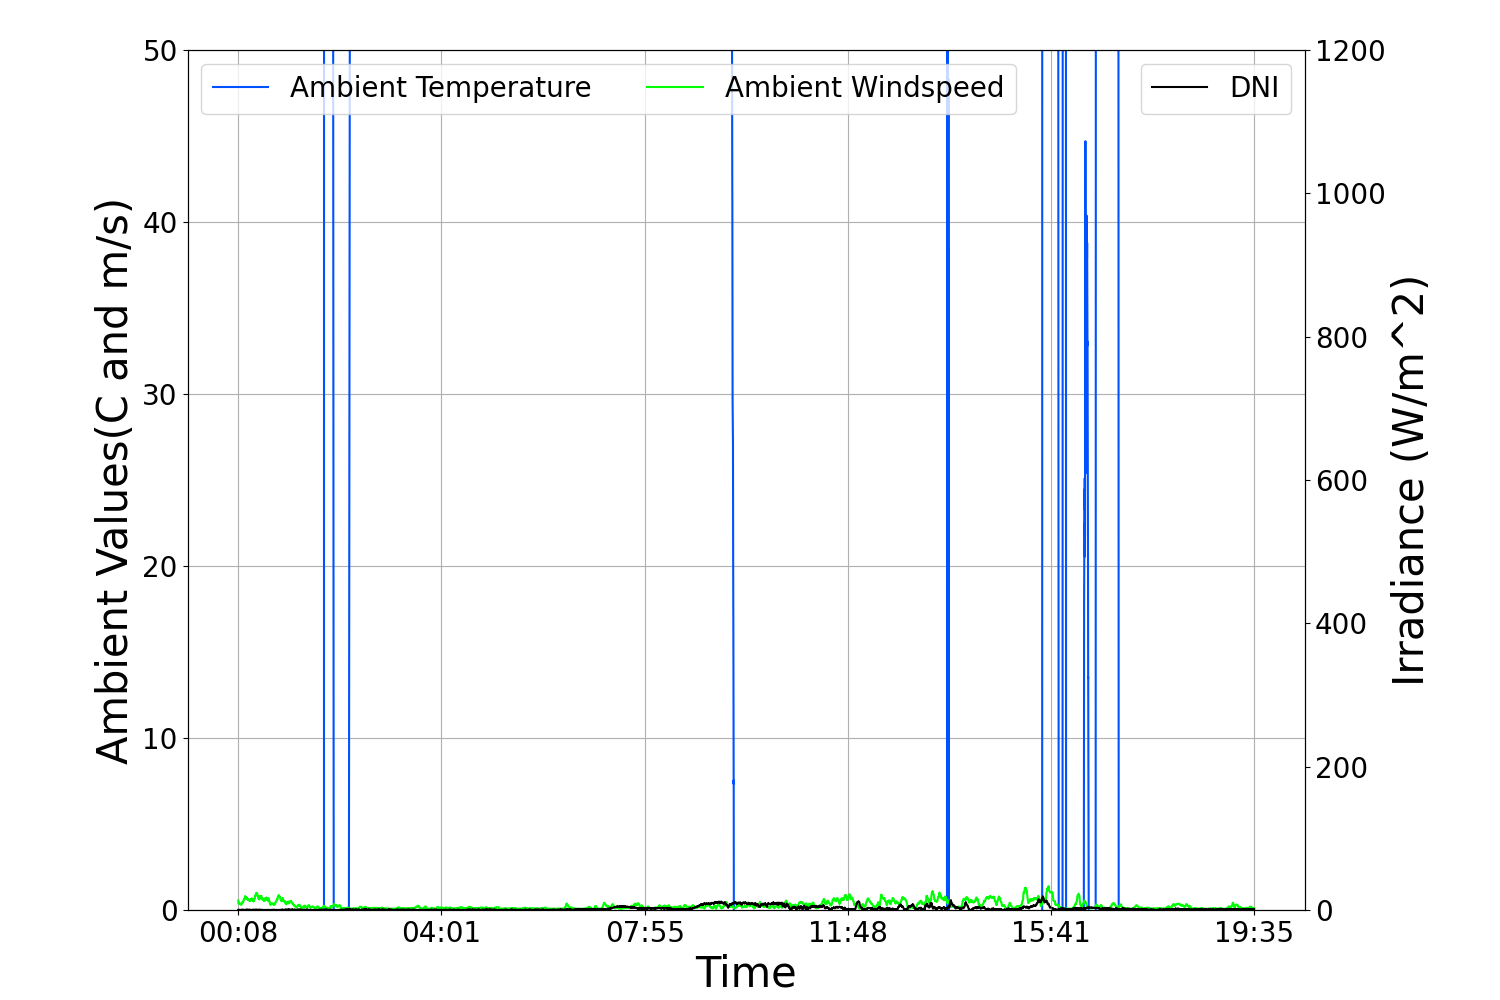 Ambient Temperature
Ambient Windspeed
DNI
Ambient Values(C and m/s)
50
40
30
20
10
0
1200
1000
800
600
400
200
0
Irradiance (W/m^2)
00:08 04:01 07:55 11:48 15:41 19:35
Time